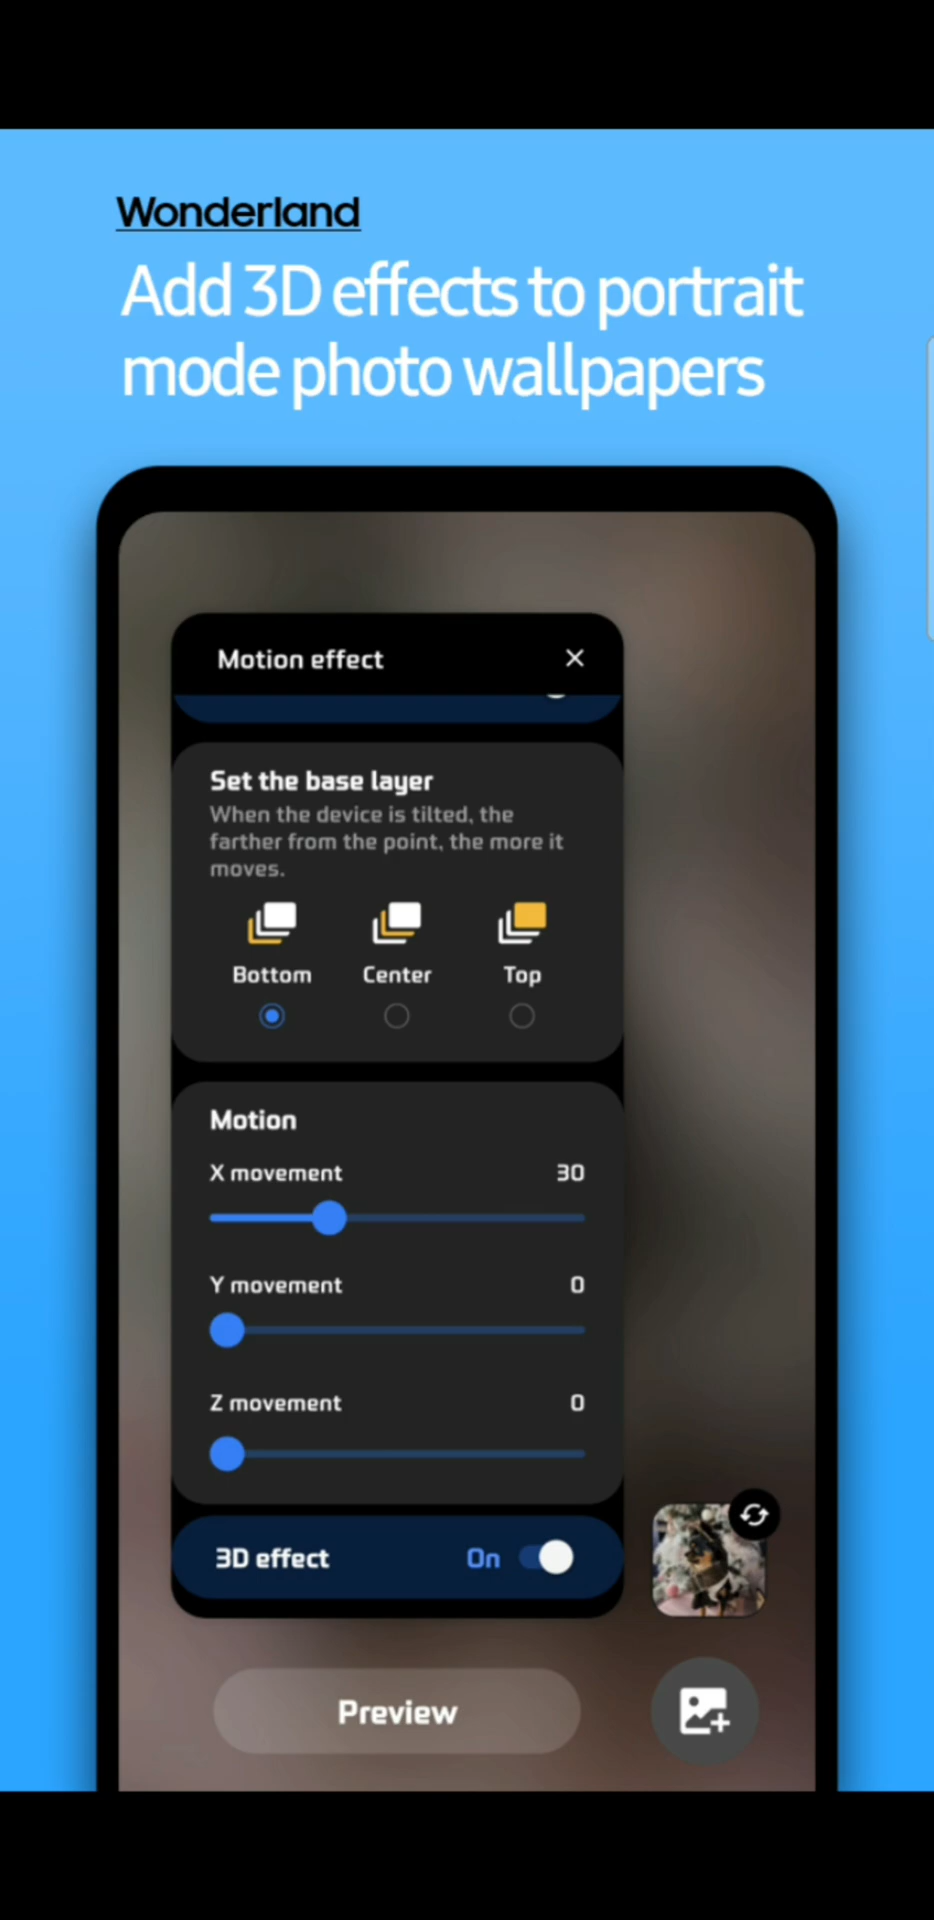 Wonderland
Add 3D effects to portrait
mode photo wallpapers
Motion effect
Set the base layer
When the device is tilted, the
farther from the point, the more it
moves.
Bottom Center Top
Motion
X movement 30
Y movement 0
Z movement 0
3D effect On
Preview